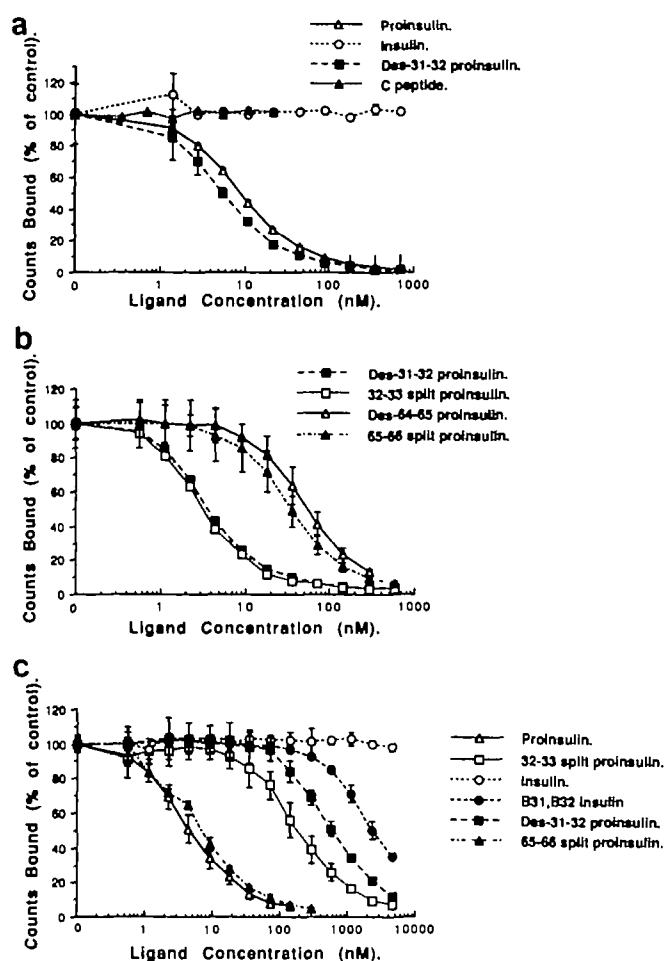 a
Proinsulin.
Insulin.
Des-31-32 proinsulin.
C peptide.
Counts Bound (% of control).
120
100
80
60
40
20
0
0 1 10 100 1000
Ligand Concentration (nM).
b
Des-31-32 proinsulin.
32-33 split proinsulin.
Des-64-65 proinsulin.
65-66 split proinsulin.
Counts Bound (% of control).
120
100
80
60
40
20
0
0 1 10 100 1000
Ligand Concentration (nM).
c
Proinsulin.
32-33 split proinsulin.
Insulin.
B31,B32 Insulin
Des-31-32 proinsulin.
65-66 split proinsulin.
Counts Bound (% of control).
120
100
80
60
40
20
0
0 1 10 100 1000 10000
Ligand Concentration (nM).